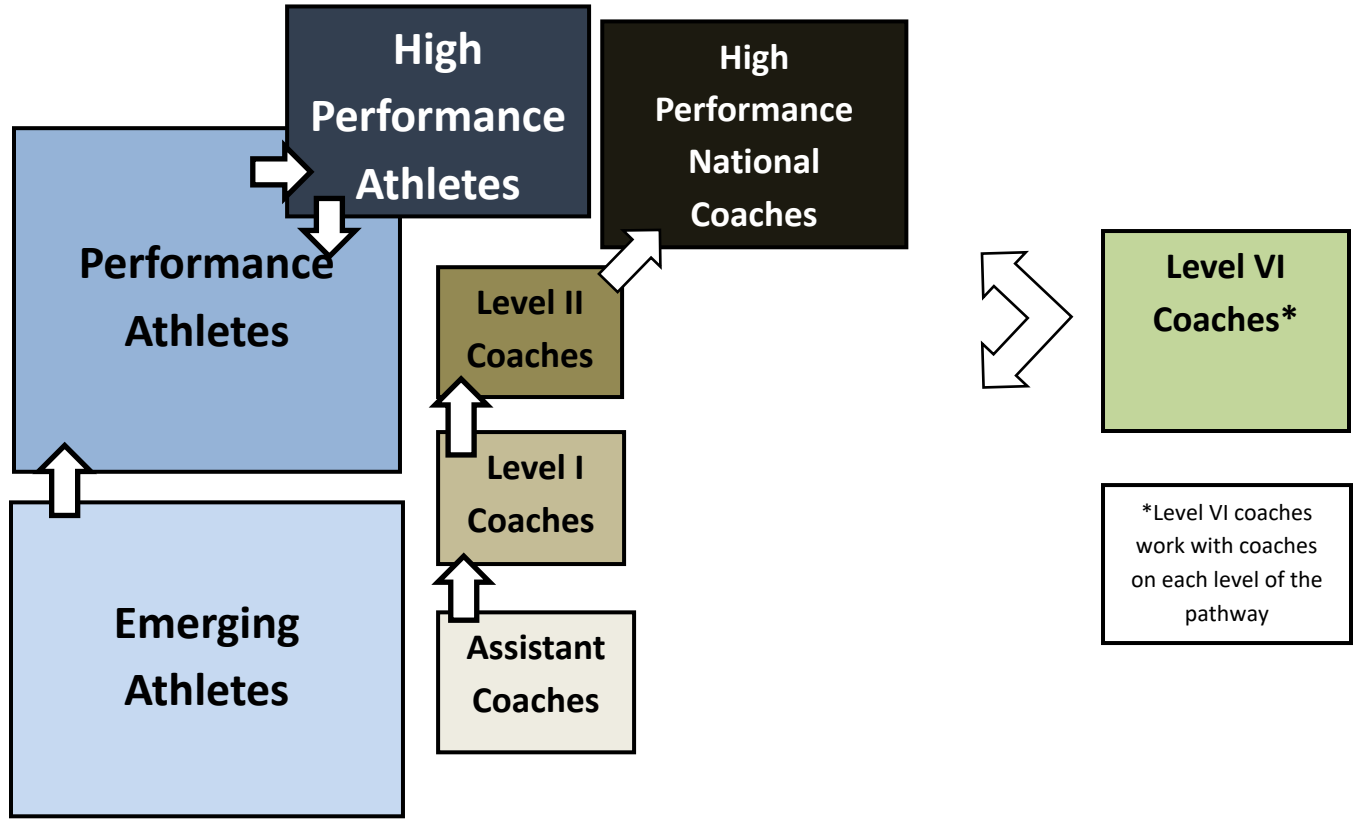 High
Performance
Athletes
High
Performance
National
Coaches
Performance
Athletes
Level II
Coaches
Level VI
Coaches*
Level I
Coaches
*Level VI coaches
work with coaches
on each level of the
pathway
Emerging
Athletes
Assistant
Coaches